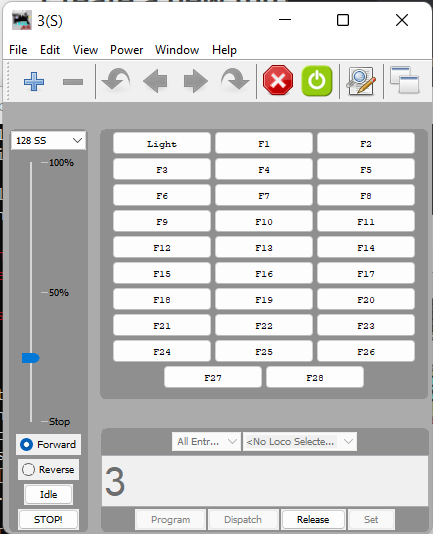 3(S)
File Edit View Power Window Help
128 SS
100%
50%
Stop
Forward
Reverse
Idle
STOP!
Light F1 F2
F3 F4 F5
F6 F7 F8
F9 F10 F11
F12 F13 F14
F15 F16 F17
F18 F19 F20
F21 F22 F23
F24 F25 F26
F27 F28
All Entr... <No Loco Selecte...
3
Program Dispatch Release Set